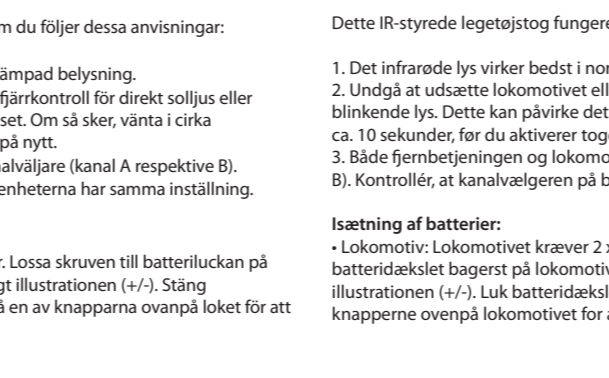 m du följer dessa anvisningar:
ämpad belysning.
fjärrkontroll för direkt solljus eller
set. Om så sker, vänta i cirka
på nytt.
alväljare (kanal A respektive B).
enheterna har samma inställning.
r. Lossa skruven till batteriluckan på
gt illustrationen (+/-). Stäng
å en av knapparna ovanpå loket för att
Dette IR-styrede legetøjstog fungere
1. Det infrarøde lys virker bedst i nor
2. Undgå at udsætte lokomotivet ell
blinkende lys. Dette kan påvirke det
ca. 10 sekunder, før du aktiverer tog
3. Både fjernbetjeningen og lokomo
B). Kontrollér, at kanalvælgeren på b
Isætning af batterier:
• Lokomotiv: Lokomotivet kræver 2 x
batteridækslet bagerst på lokomotiv
illustrationen (+/-). Luk batteridæksl
knapperne ovenpå lokomotivet for a